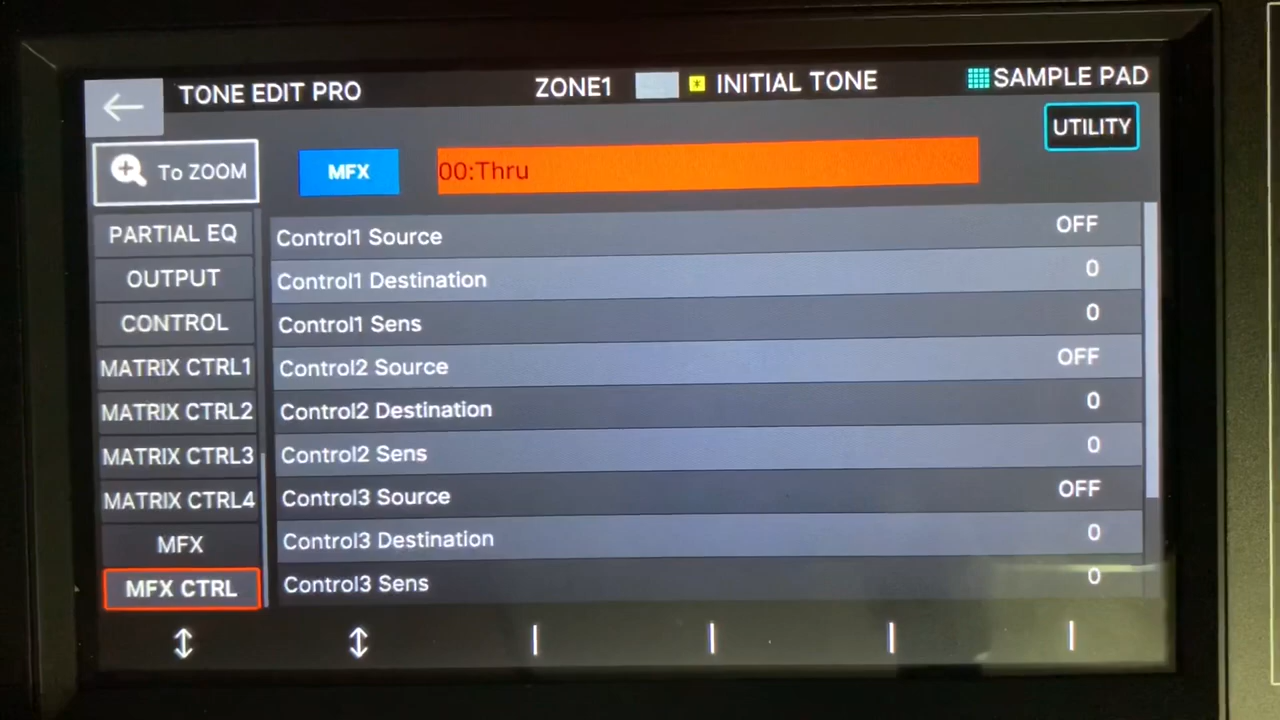 TONE EDIT PRO ZONE1 INITIAL TONE SAMPLE PAD
UTILITY
To ZOOM MFX 00:Thru
PARTIAL EQ
OUTPUT
CONTROL
MATRIX CTRL1
MATRIX CTRL2
MATRIX CTRL3
MATRIX CTRL4
MFX
MFX CTRL
Control1 Source OFF
Control1 Destination 0
Control1 Sens 0
Control2 Source OFF
Control2 Destination 0
Control2 Sens 0
Control3 Source OFF
Control3 Destination 0
Control3 Sens 0